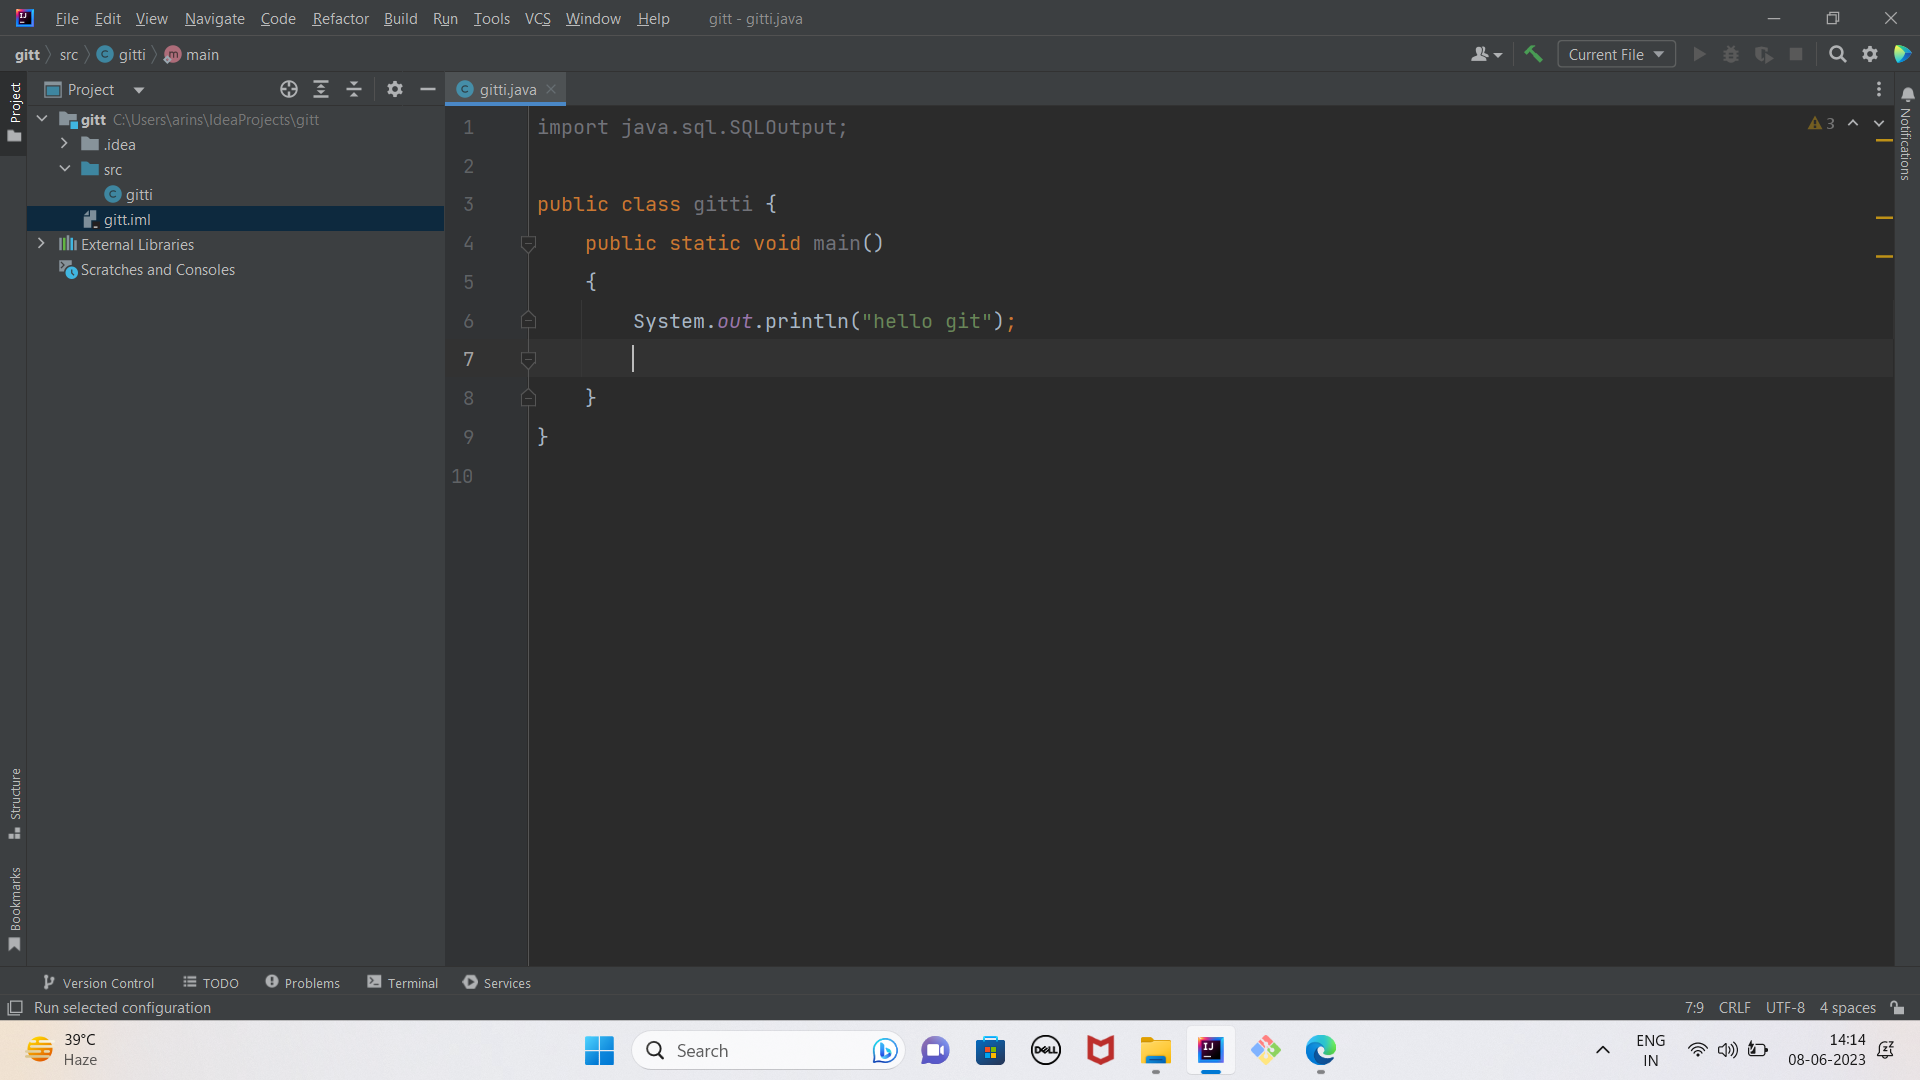 File Edit View Navigate Code Refactor Build Run Tools VCS Window Help gitt - gitti.java
gitt src gitti main Current File
Project gitti.java
Project
gitt C:\Users\arins\IdeaProjects\gitt
.idea
src
gitti
gitt.iml
External Libraries
Scratches and Consoles
1 import java.sql.SQLOutput;
2
3 public class gitti {
4 public static void main()
5 {
6 System.out.println("hello git");
7
8 }
9 }
10
3
Notifications
Structure
Bookmarks
Version Control TODO Problems Terminal Services
Run selected configuration 7:9 CRLF UTF-8 4 spaces
39°C
Haze
Search
DELL
IJ
ENG
IN
14:14
08-06-2023